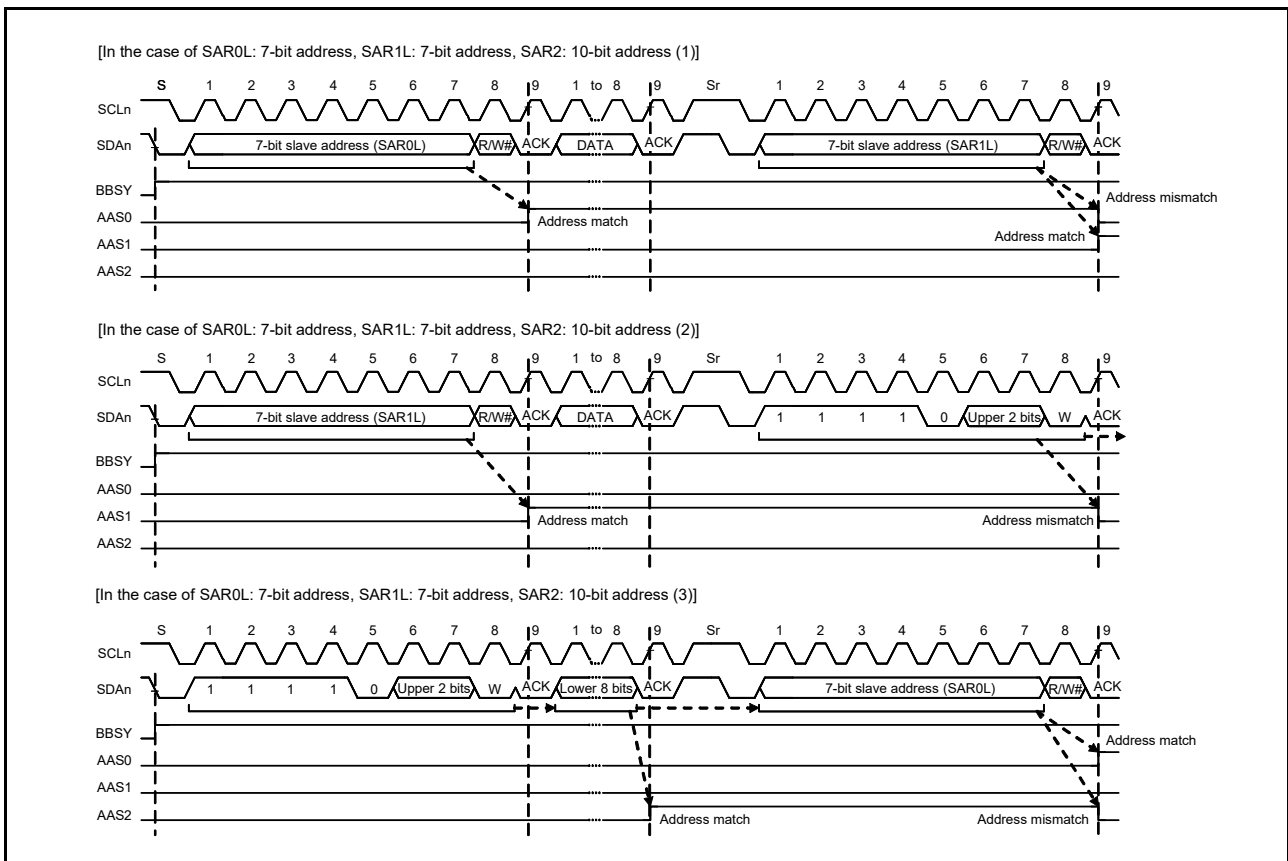 [In the case of SAR0L: 7-bit address, SAR1L: 7-bit address, SAR2: 10-bit address (1)]
S 1 2 3 4 5 6 7 8 9 1 to 8 9 Sr 1 2 3 4 5 6 7 8 9
SCLn
SDAn 7-bit slave address (SAR0L) R/W# ACK DATA ACK 7-bit slave address (SAR1L) R/W# ACK
BBSY
Address mismatch
AAS0
Address match
AAS1
Address match
AAS2
[In the case of SAR0L: 7-bit address, SAR1L: 7-bit address, SAR2: 10-bit address (2)]
S 1 2 3 4 5 6 7 8 9 1 to 8 9 Sr 1 2 3 4 5 6 7 8 9
SCLn
SDAn 7-bit slave address (SAR1L) R/W# ACK DATA ACK 1 1 1 1 0 Upper 2 bits W ACK
BBSY
AAS0
AAS1
Address match Address mismatch
AAS2
[In the case of SAR0L: 7-bit address, SAR1L: 7-bit address, SAR2: 10-bit address (3)]
S 1 2 3 4 5 6 7 8 9 1 to 8 9 Sr 1 2 3 4 5 6 7 8 9
SCLn
SDAn 1 1 1 1 0 Upper 2 bits W ACK Lower 8 bits ACK 7-bit slave address (SAR0L) R/W# ACK
BBSY
Address match
AAS0
AAS1
AAS2
Address match Address mismatch